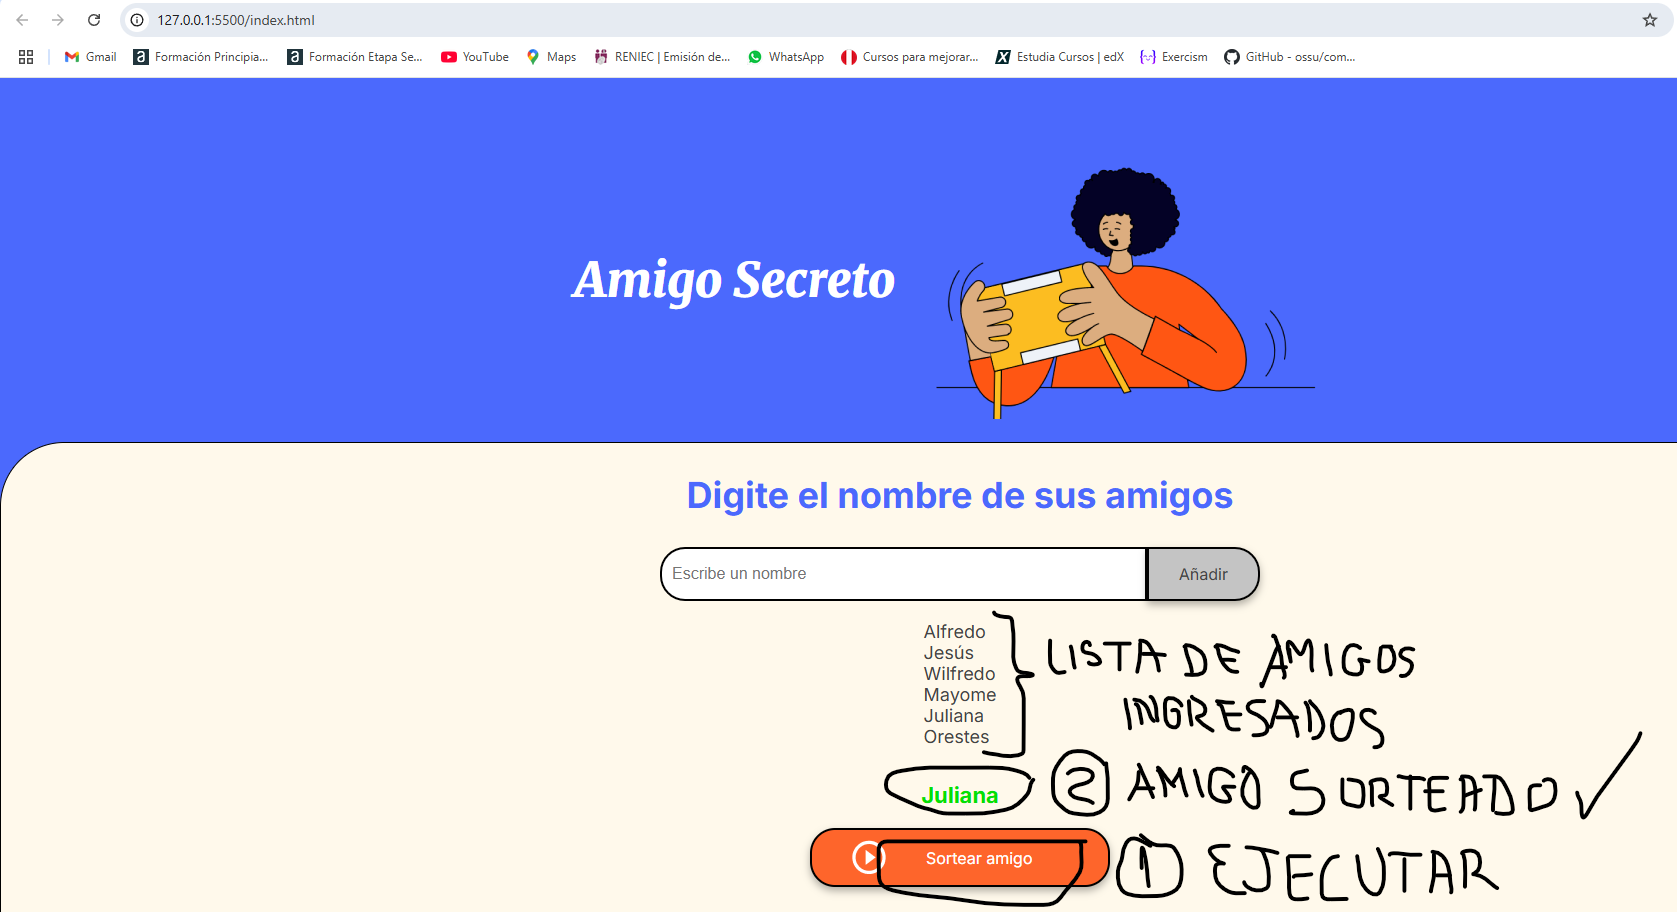 127.0.0.1:5500/index.html
Gmail
Formación Principia...
Formación Etapa Se...
YouTube
Maps
RENIEC | Emisión de...
WhatsApp
Cursos para mejorar...
Estudia Cursos | edX
Exercism
GitHub - ossu/com...
Amigo Secreto
Digite el nombre de sus amigos
Escribe un nombre
Añadir
Alfredo
Jesús
Wilfredo
Mayome
Juliana
Orestes
LISTA DE AMIGOS
INGRESADOS
Juliana
2 AMIGO SORTEADO
Sortear amigo
1 EJECUTAR